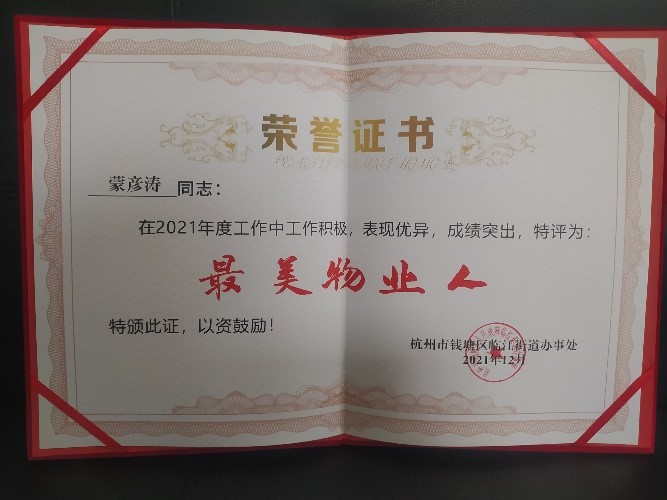 荣誉证书
蒙彦涛 同志：
在2021年度工作中工作积极，表现优异，成绩突出，特评为：
最美物业人
特颁此证，以资鼓励！
杭州市钱塘区临江街道办事处
2021年12月